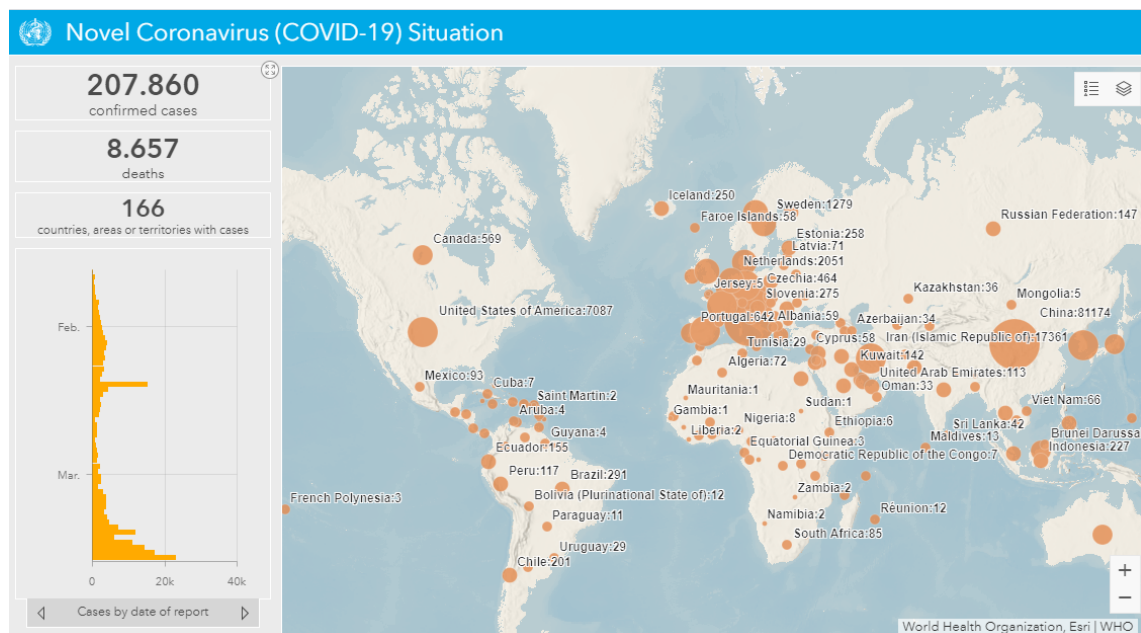 Novel Coronavirus (COVID-19) Situation
207.860
confirmed cases
8.657
deaths
166
countries, areas or territories with cases
Feb.
Mar.
0 20k 40k
Cases by date of report
Iceland:250
Sweden:1279
Faroe Islands:58
Russian Federation:147
Canada:569
Estonia:258
Latvia:71
Netherlands:2051
Jersey:5
Czechia:464
Slovenia:275
Kazakhstan:36
Mongolia:5
United States of America:7087
China:81174
Portugal:642
Albania:59
Azerbaijan:34
Tunisia:29
Cyprus:58
Iran (Islamic Republic of):17361
Algeria:72
Kuwait:142
Mexico:93
United Arab Emirates:113
Cuba:7
Mauritania:1
Oman:33
Saint Martin:2
Sudan:1
Viet Nam:66
Aruba:4
Gambia:1
Nigeria:8
Ethiopia:6
Sri Lanka:42
Guyana:4
Liberia:2
Maldives:13
Brunei Darussa
Ecuador:155
Equatorial Guinea:3
Indonesia:227
Democratic Republic of the Congo:7
Peru:117
Brazil:291
Zambia:2
French Polynesia:3
Bolivia (Plurinational State of):12
Réunion:12
Paraguay:11
Namibia:2
South Africa:85
Uruguay:29
Chile:201
World Health Organization, Esri | WHO